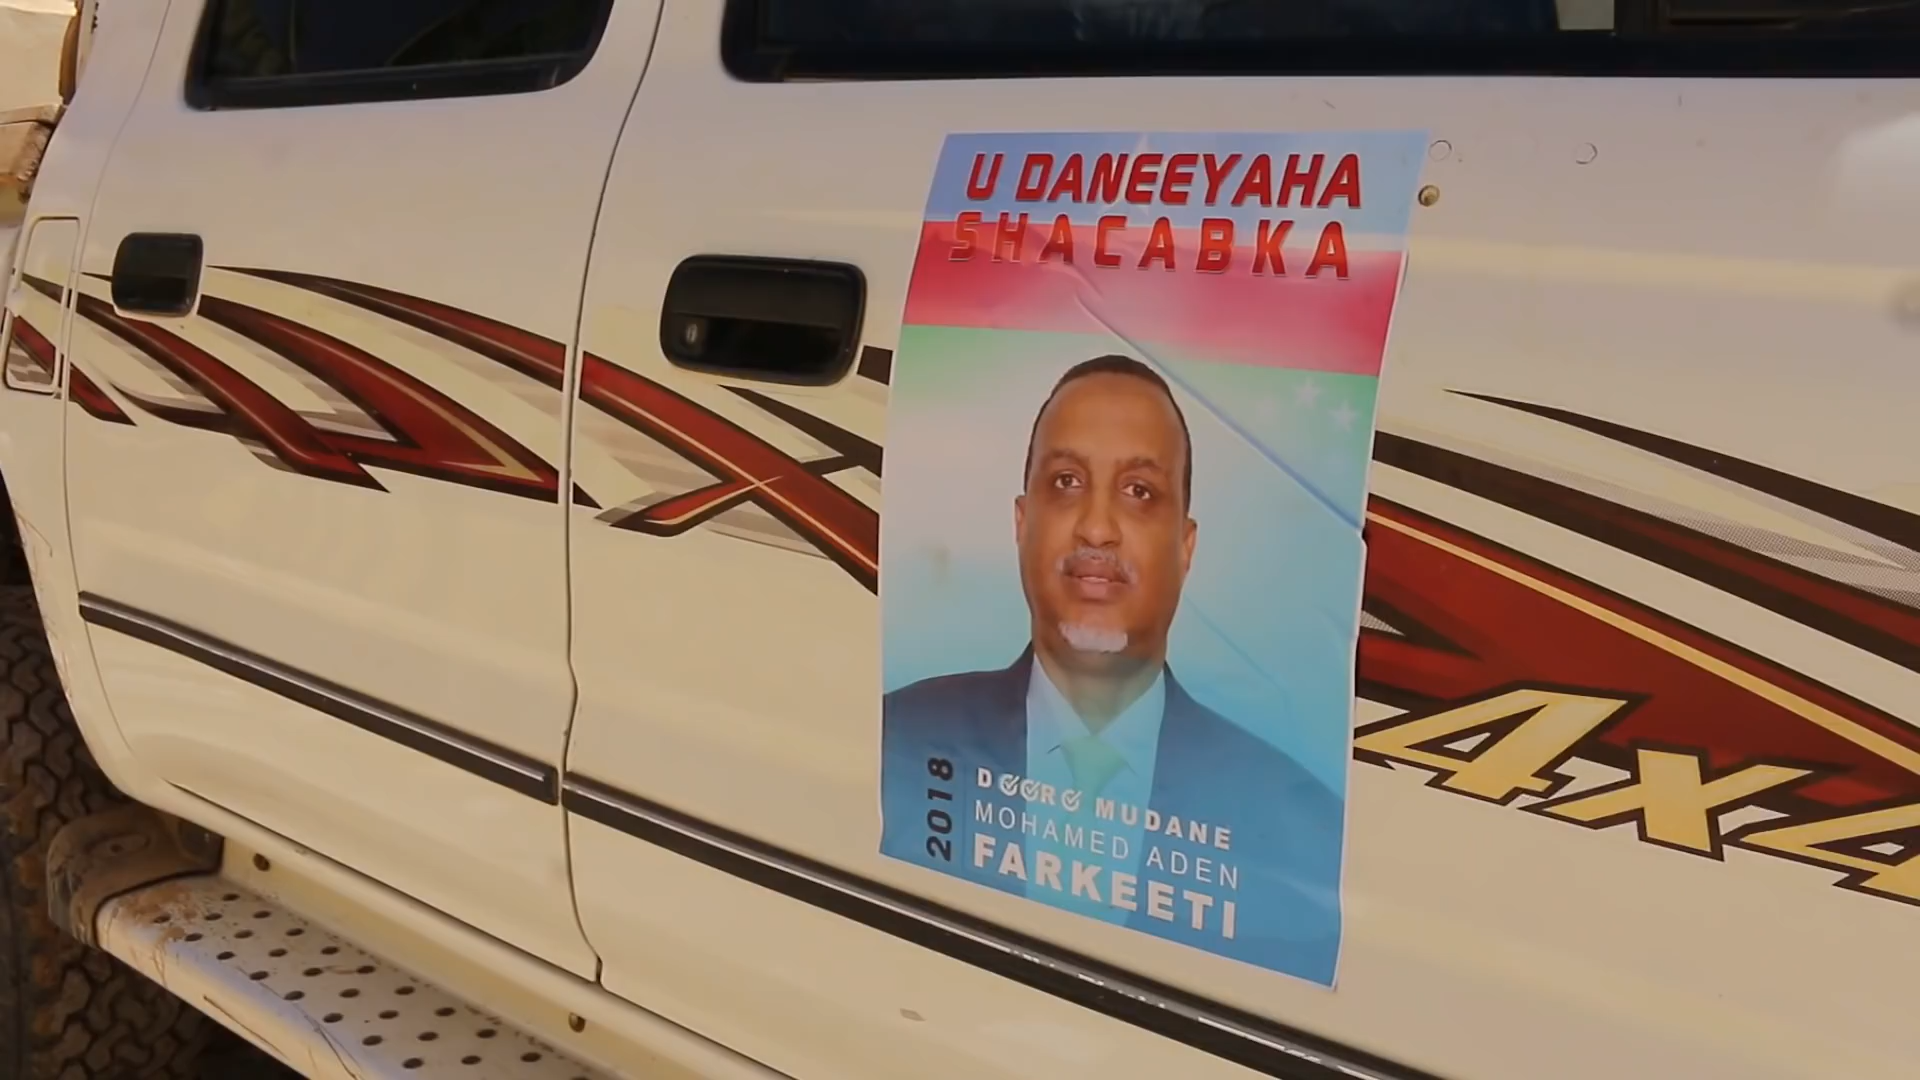 U DANEEYAHA
SHACABKA
2018
DOORO MUDANE
MOHAMED ADEN
FARKEETI
4x4